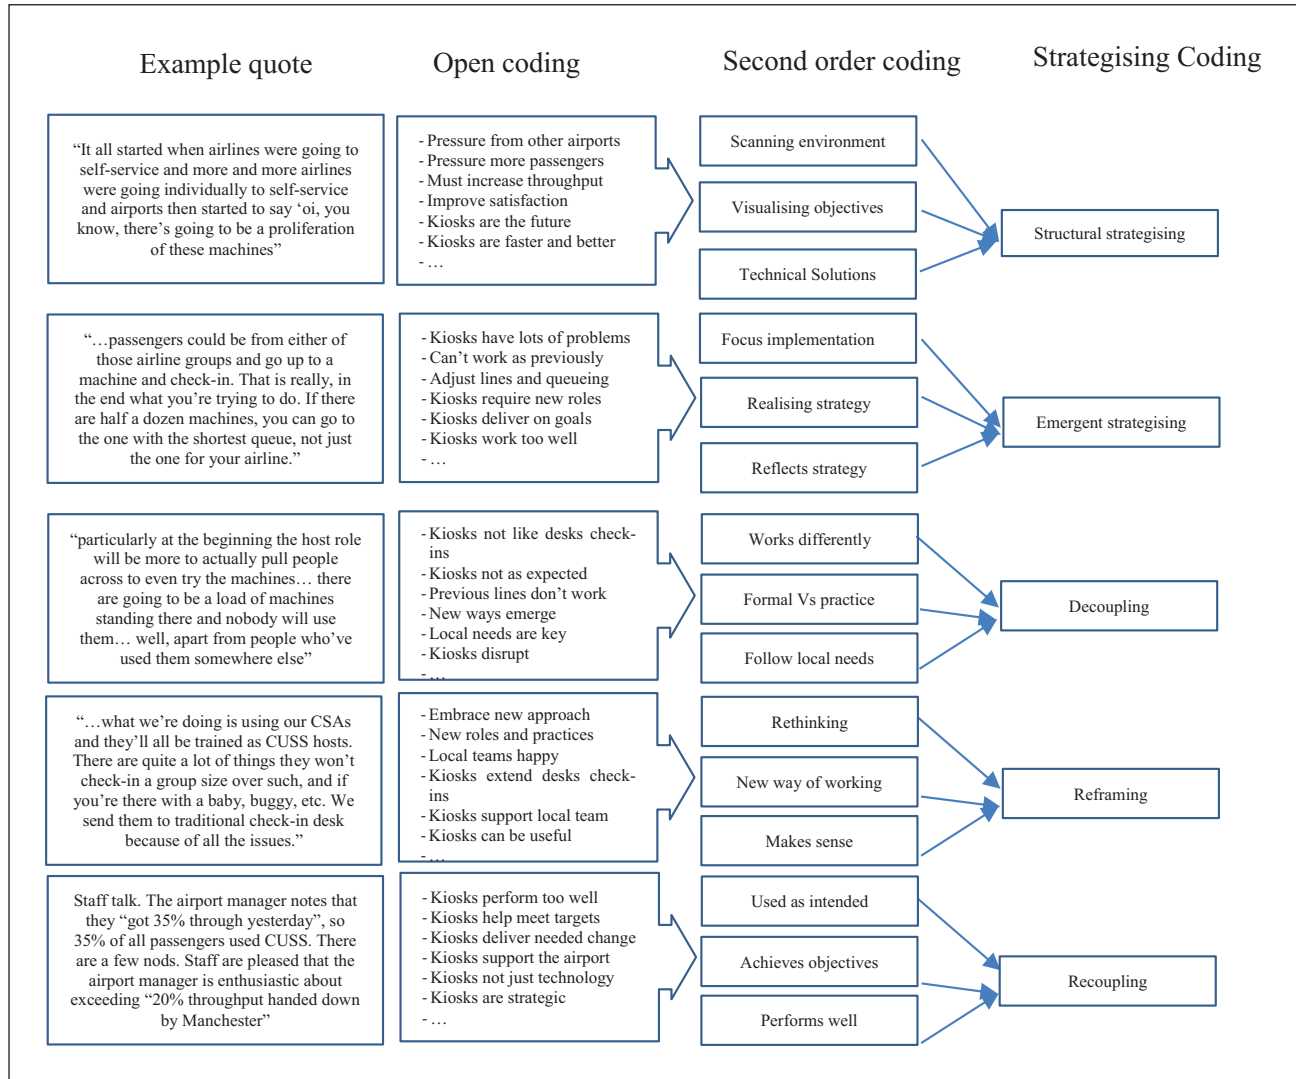 Example quote
Open coding
Second order coding
Strategising Coding
“It all started when airlines were going to
self-service and more and more airlines
were going individually to self-service
and airports then started to say ‘oi, you
know, there’s going to be a proliferation
of these machines”
- Pressure from other airports
- Pressure more passengers
- Must increase throughput
- Improve satisfaction
- Kiosks are the future
- Kiosks are faster and better
- …
Scanning environment
Visualising objectives
Technical Solutions
Structural strategising
“…passengers could be from either of
those airline groups and go up to a
machine and check-in. That is really, in
the end what you’re trying to do. If there
are half a dozen machines, you can go to
the one with the shortest queue, not just
the one for your airline.”
- Kiosks have lots of problems
- Can’t work as previously
- Adjust lines and queueing
- Kiosks require new roles
- Kiosks deliver on goals
- Kiosks work too well
- …
Focus implementation
Realising strategy
Reflects strategy
Emergent strategising
“particularly at the beginning the host role
will be more to actually pull people
across to even try the machines… there
are going to be a load of machines
standing there and nobody will use
them… well, apart from people who’ve
used them somewhere else”
- Kiosks not like desks check-
ins
- Kiosks not as expected
- Previous lines don’t work
- New ways emerge
- Local needs are key
- Kiosks disrupt
- …
Works differently
Formal Vs practice
Follow local needs
Decoupling
“…what we’re doing is using our CSAs
and they’ll all be trained as CUSS hosts.
There are quite a lot of things they won’t
check-in a group size over such, and if
you’re there with a baby, buggy, etc. We
send them to traditional check-in desk
because of all the issues.”
- Embrace new approach
- New roles and practices
- Local teams happy
- Kiosks extend desks check-
ins
- Kiosks support local team
- Kiosks can be useful
- …
Rethinking
New way of working
Makes sense
Reframing
Staff talk. The airport manager notes that
they “got 35% through yesterday”, so
35% of all passengers used CUSS. There
are a few nods. Staff are pleased that the
airport manager is enthusiastic about
exceeding “20% throughput handed down
by Manchester”
- Kiosks perform too well
- Kiosks help meet targets
- Kiosks deliver needed change
- Kiosks support the airport
- Kiosks not just technology
- Kiosks are strategic
- …
Used as intended
Achieves objectives
Performs well
Recoupling